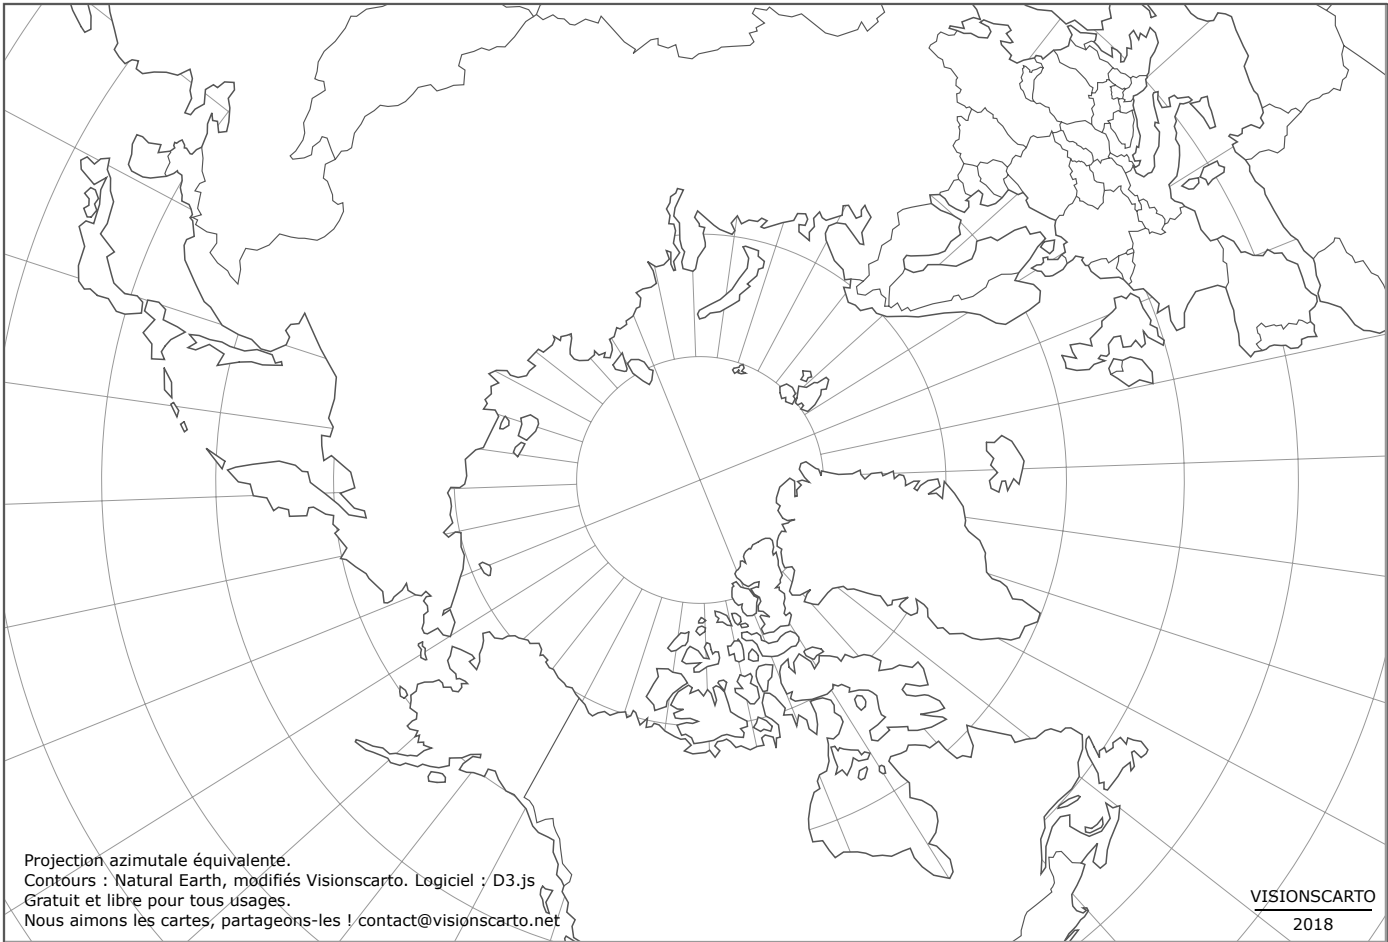 Projection azimutale équivalente.
Contours : Natural Earth, modifiés Visionscarto. Logiciel : D3.js
Gratuit et libre pour tous usages.
Nous aimons les cartes, partageons-les ! contact@visionscarto.net
VISIONSCARTO
2018